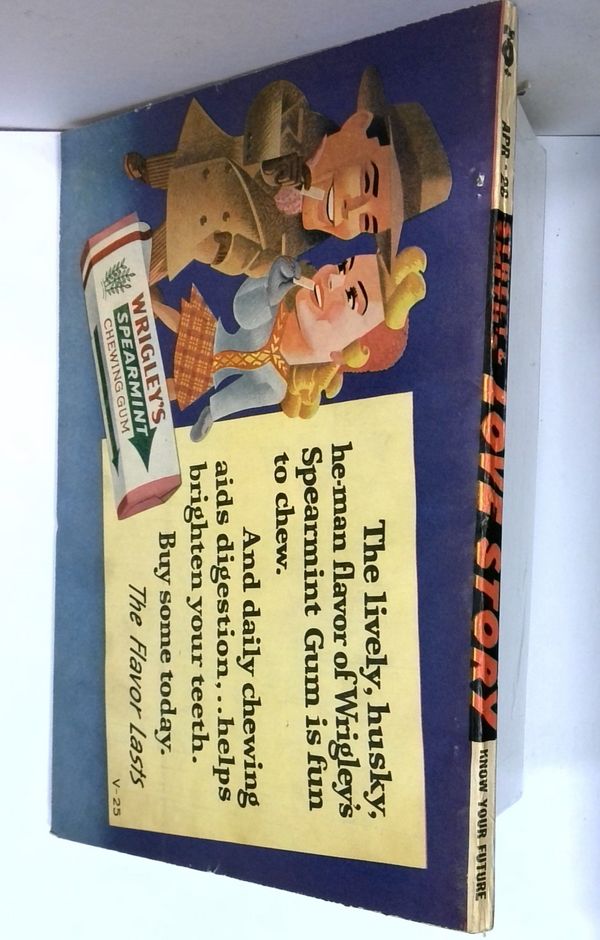 APR · 26
LOVE STORY
KNOW YOUR FUTURE
WRIGLEY'S
SPEARMINT
CHEWING GUM
The lively, husky,
he-man flavor of Wrigley's
Spearmint Gum is fun
to chew.
And daily chewing
aids digestion,...helps
brighten your teeth.
Buy some today.
The Flavor Lasts
V-25